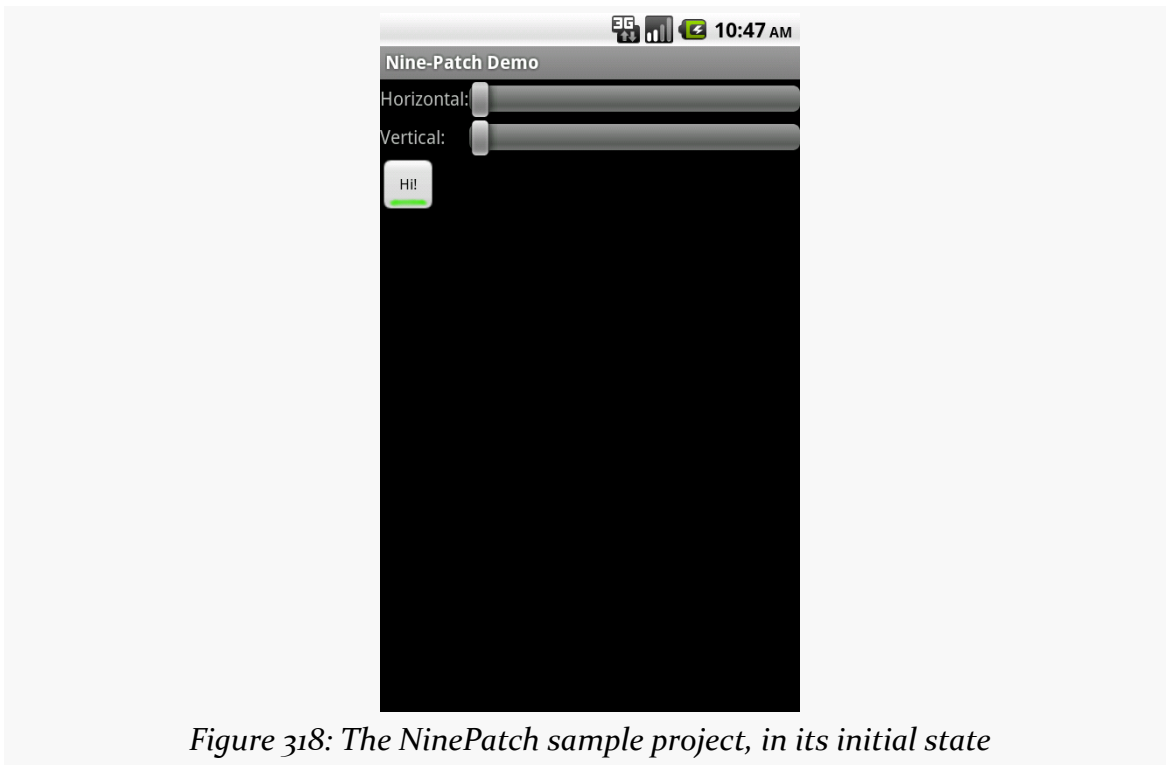 3G 10:47 AM
Nine-Patch Demo
Horizontal:
Vertical:
Hi!
Figure 318: The NinePatch sample project, in its initial state